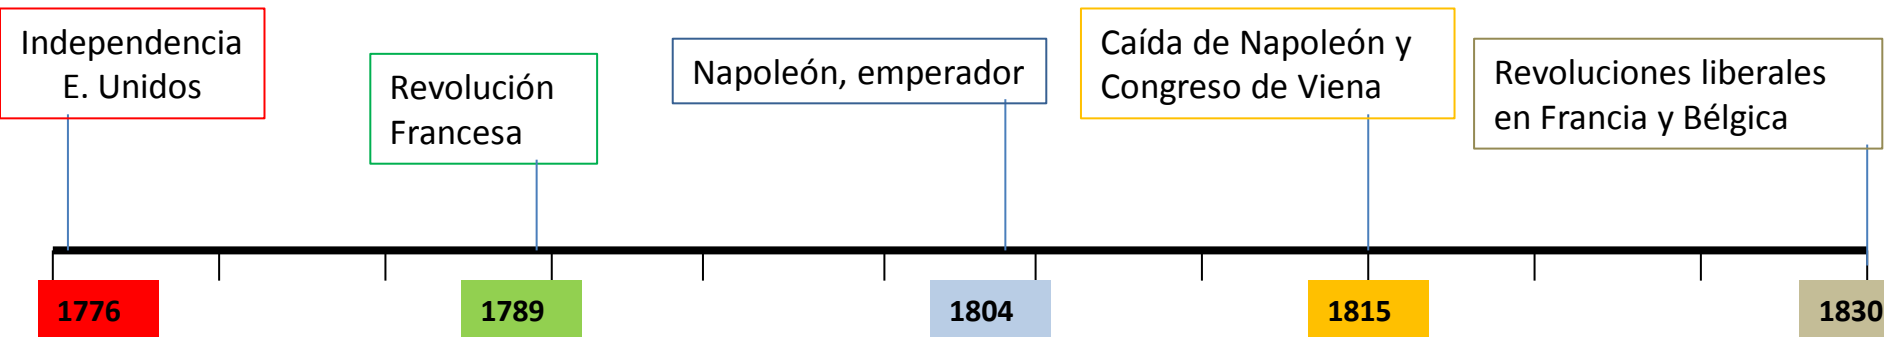 Independencia
E. Unidos
Revolución
Francesa
Napoleón, emperador
Caída de Napoleón y
Congreso de Viena
Revoluciones liberales
en Francia y Bélgica
1776
1789
1804
1815
1830